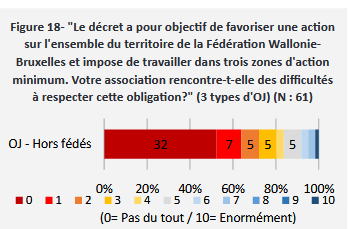 Figure 18- "Le décret a pour objectif de favoriser une action
sur l'ensemble du territoire de la Fédération Wallonie-
Bruxelles et impose de travailler dans trois zones d'action
minimum. Votre association rencontre-t-elle des difficultés
à respecter cette obligation?" (3 types d'OJ) (N : 61)
OJ - Hors fédés 32 7 5 5 5
0% 20% 40% 60% 80% 100%
0 1 2 3 4 5 6 7 8 9 10
(0= Pas du tout / 10= Enormément)